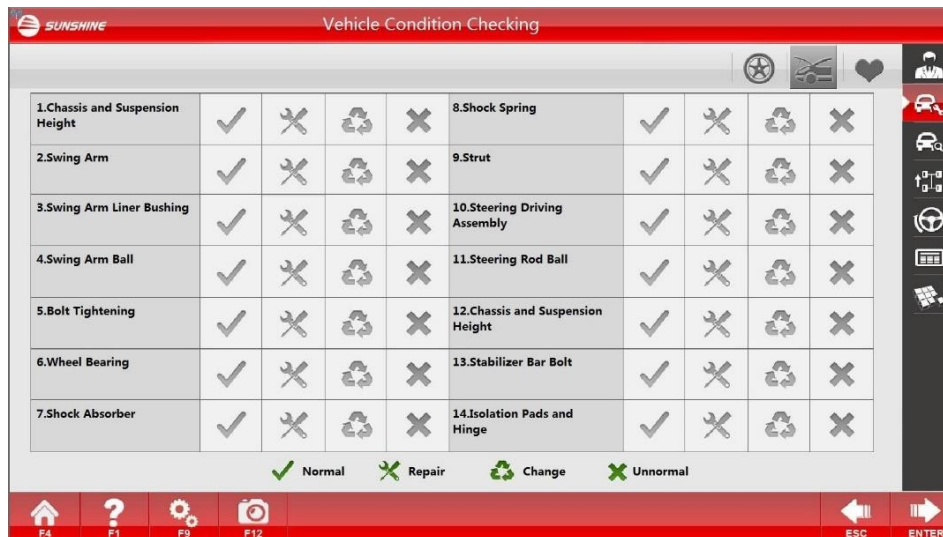 SUNSHINE
Vehicle Condition Checking
1.Chassis and Suspension
Height
2.Swing Arm
3.Swing Arm Liner Bushing
4.Swing Arm Ball
5.Bolt Tightening
6.Wheel Bearing
7.Shock Absorber
8.Shock Spring
9.Strut
10.Steering Driving
Assembly
11.Steering Rod Ball
12.Chassis and Suspension
Height
13.Stabilizer Bar Bolt
14.Isolation Pads and
Hinge
Normal
Repair
Change
Unnormal
F4
F1
F9
F12
ESC
ENTER